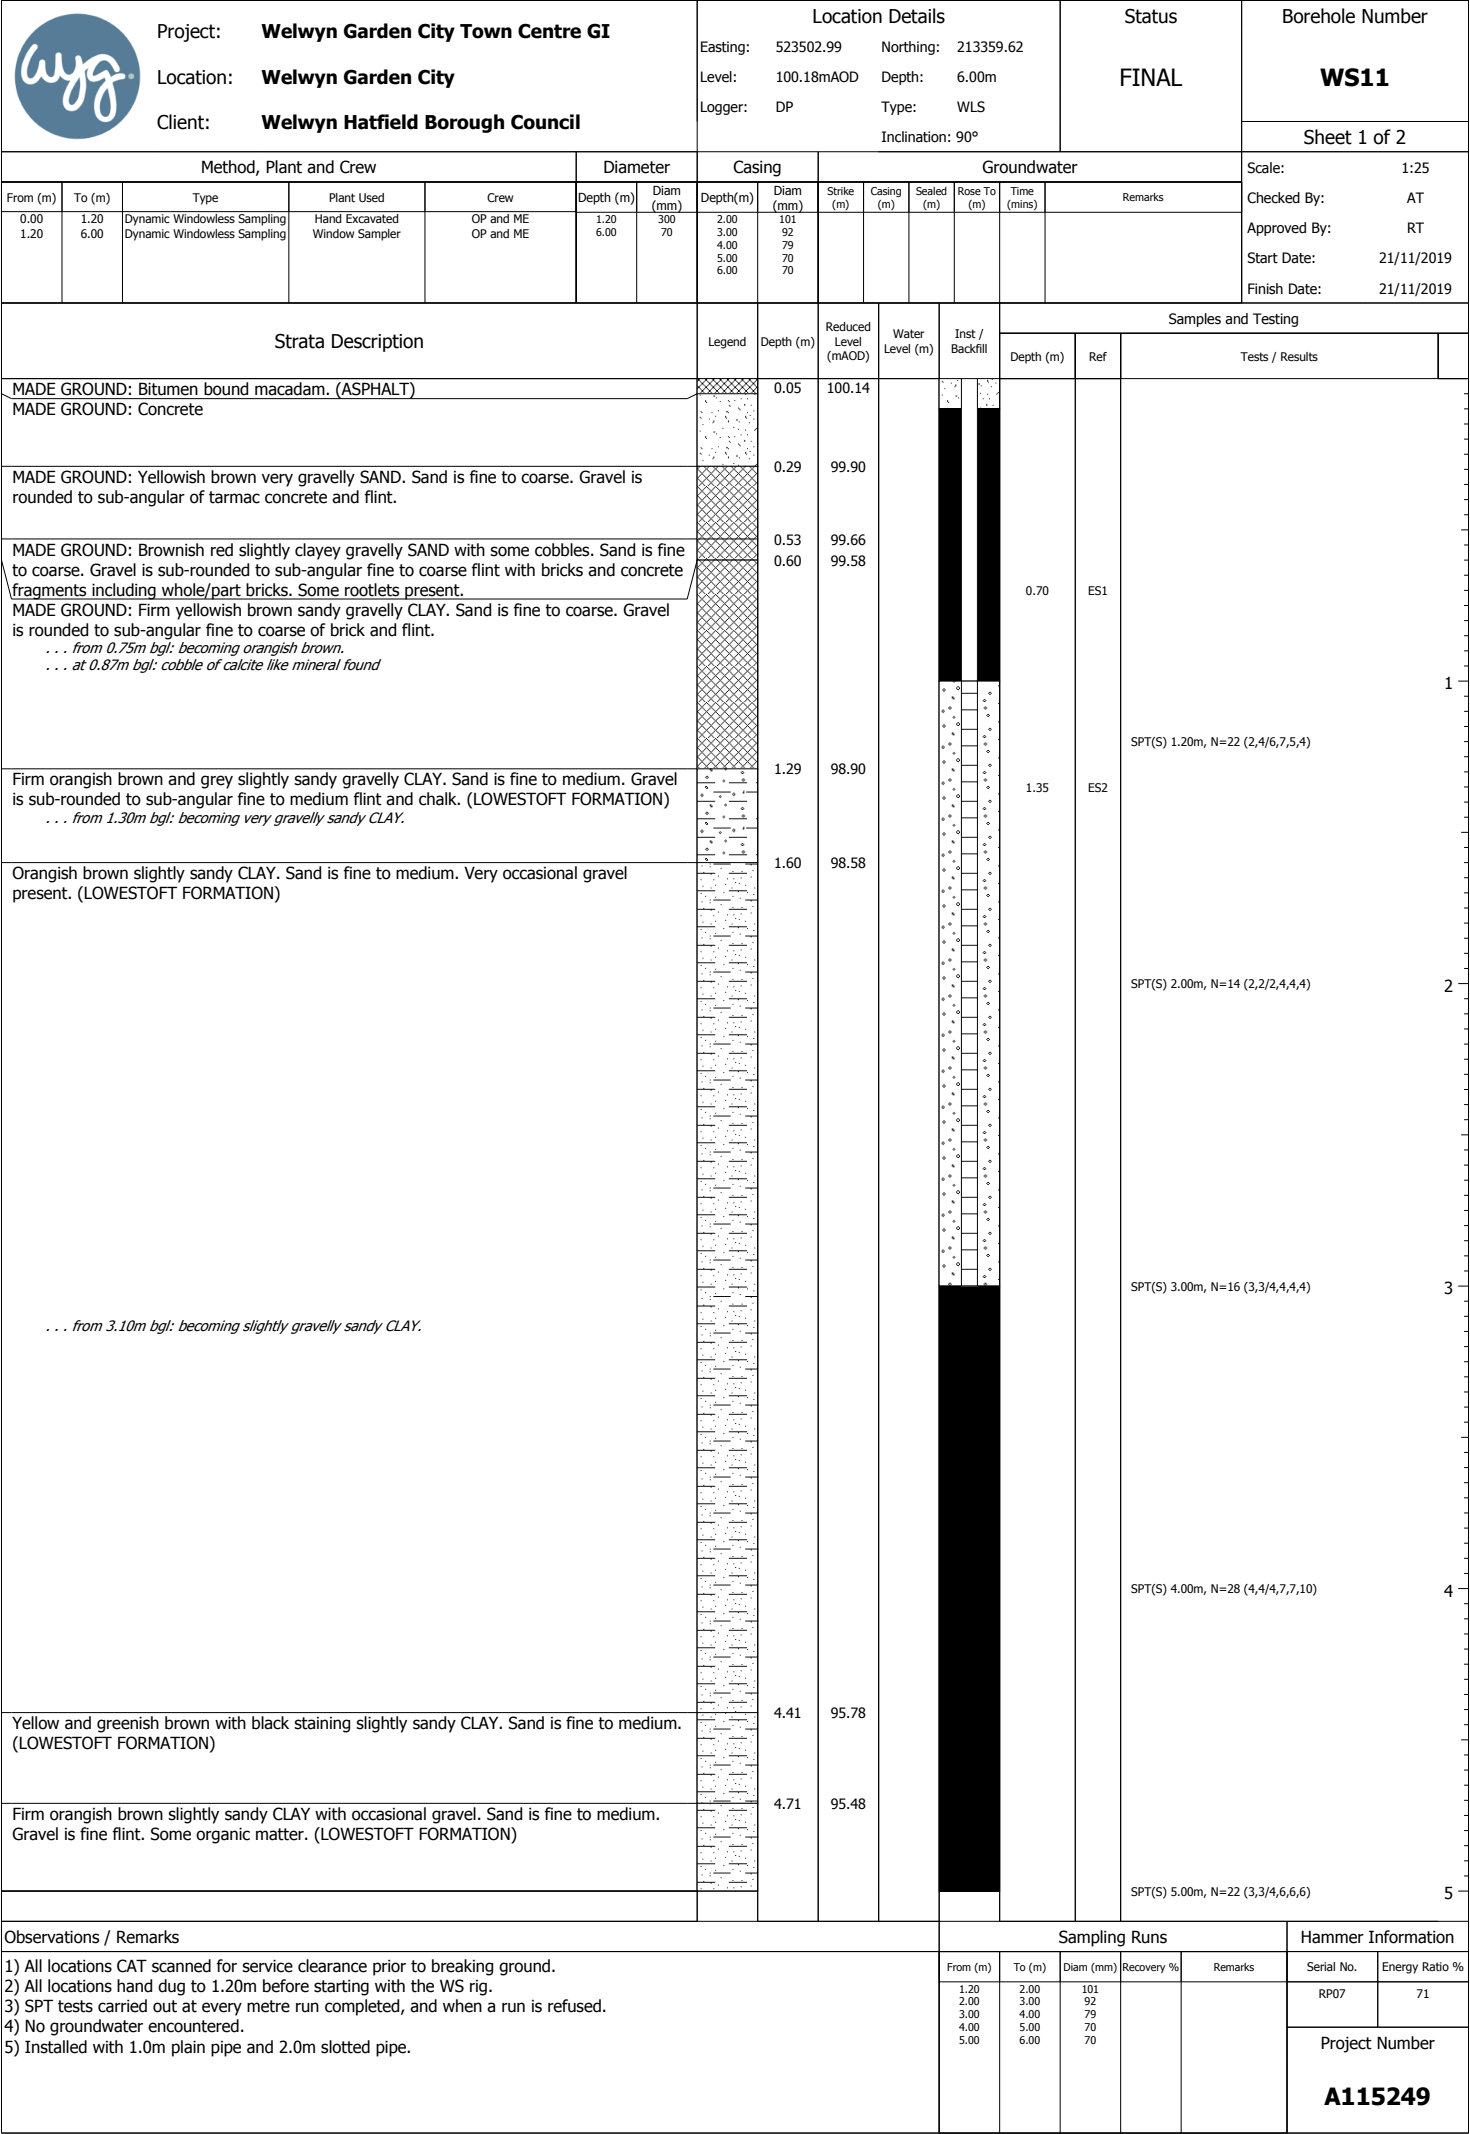 wyg.
Project: Welwyn Garden City Town Centre GI
Location: Welwyn Garden City
Client: Welwyn Hatfield Borough Council
Location Details
Easting: 523502.99 Northing: 213359.62
Level: 100.18mAOD Depth: 6.00m
Logger: DP Type: WLS
Inclination: 90°
Status
FINAL
Borehole Number
WS11
Sheet 1 of 2
Method, Plant and Crew Diameter Casing Groundwater
From (m) To (m) Type Plant Used Crew Depth (m) Diam (mm) Depth(m) Diam (mm) Strike (m) Casing (m) Sealed (m) Rose To (m) Time (mins) Remarks
0.00 1.20 Dynamic Windowless Sampling Hand Excavated OP and ME 1.20 300 2.00 101
1.20 6.00 Dynamic Windowless Sampling Window Sampler OP and ME 6.00 70 3.00 92
4.00 79
5.00 70
6.00 70
Scale: 1:25
Checked By: AT
Approved By: RT
Start Date: 21/11/2019
Finish Date: 21/11/2019
Strata Description Legend Depth (m) Reduced Level (mAOD) Water Level (m) Inst / Backfill Samples and Testing
Depth (m) Ref Tests / Results
MADE GROUND: Bitumen bound macadam. (ASPHALT) 0.05 100.14
MADE GROUND: Concrete
0.29 99.90
MADE GROUND: Yellowish brown very gravelly SAND. Sand is fine to coarse. Gravel is
rounded to sub-angular of tarmac concrete and flint.
0.53 99.66
MADE GROUND: Brownish red slightly clayey gravelly SAND with some cobbles. Sand is fine
0.60 99.58
to coarse. Gravel is sub-rounded to sub-angular fine to coarse flint with bricks and concrete
fragments including whole/part bricks. Some rootlets present. 0.70 ES1
MADE GROUND: Firm yellowish brown sandy gravelly CLAY. Sand is fine to coarse. Gravel
is rounded to sub-angular fine to coarse of brick and flint.
. . . from 0.75m bgl: becoming orangish brown.
. . . at 0.87m bgl: cobble of calcite like mineral found
1
SPT(S) 1.20m, N=22 (2,4/6,7,5,4)
1.29 98.90
Firm orangish brown and grey slightly sandy gravelly CLAY. Sand is fine to medium. Gravel
is sub-rounded to sub-angular fine to medium flint and chalk. (LOWESTOFT FORMATION) 1.35 ES2
. . . from 1.30m bgl: becoming very gravelly sandy CLAY.
1.60 98.58
Orangish brown slightly sandy CLAY. Sand is fine to medium. Very occasional gravel
present. (LOWESTOFT FORMATION)
SPT(S) 2.00m, N=14 (2,2/2,4,4,4) 2
SPT(S) 3.00m, N=16 (3,3/4,4,4,4) 3
. . . from 3.10m bgl: becoming slightly gravelly sandy CLAY.
SPT(S) 4.00m, N=28 (4,4/4,7,7,10) 4
4.41 95.78
Yellow and greenish brown with black staining slightly sandy CLAY. Sand is fine to medium.
(LOWESTOFT FORMATION)
4.71 95.48
Firm orangish brown slightly sandy CLAY with occasional gravel. Sand is fine to medium.
Gravel is fine flint. Some organic matter. (LOWESTOFT FORMATION)
SPT(S) 5.00m, N=22 (3,3/4,6,6,6) 5
Observations / Remarks
1) All locations CAT scanned for service clearance prior to breaking ground.
2) All locations hand dug to 1.20m before starting with the WS rig.
3) SPT tests carried out at every metre run completed, and when a run is refused.
4) No groundwater encountered.
5) Installed with 1.0m plain pipe and 2.0m slotted pipe.
Sampling Runs
From (m) To (m) Diam (mm) Recovery % Remarks
1.20 2.00 101
2.00 3.00 92
3.00 4.00 79
4.00 5.00 70
5.00 6.00 70
Hammer Information
Serial No. Energy Ratio %
RP07 71
Project Number
A115249